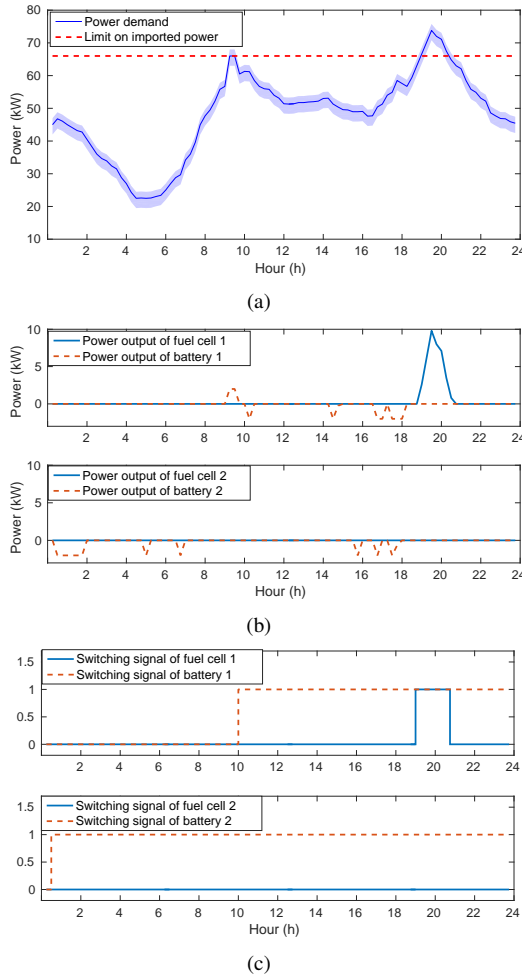 80
70
60
50
40
30
20
10
Power (kW)
Power demand
Limit on imported power
2 4 6 8 10 12 14 16 18 20 22 24
Hour (h)
(a)
10
5
0
Power (kW)
Power output of fuel cell 1
Power output of battery 1
2 4 6 8 10 12 14 16 18 20 22 24
10
5
0
Power (kW)
Power output of fuel cell 2
Power output of battery 2
2 4 6 8 10 12 14 16 18 20 22 24
Hour (h)
(b)
1.5
1
0.5
0
Switching signal of fuel cell 1
Switching signal of battery 1
2 4 6 8 10 12 14 16 18 20 22 24
1.5
1
0.5
0
Switching signal of fuel cell 2
Switching signal of battery 2
2 4 6 8 10 12 14 16 18 20 22 24
Hour (h)
(c)